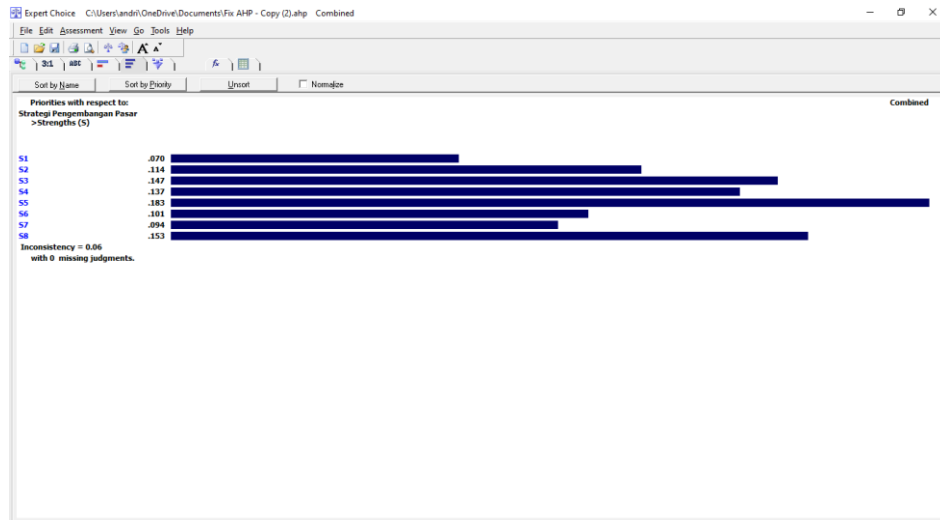 Expert Choice C:\Users\andri\OneDrive\Documents\Fix AHP - Copy (2).ahp Combined
File Edit Assessment View Go Tools Help
A A
3:1 ABC fx
Sort by Name Sort by Priority Unsort Normalize
Priorities with respect to: Combined
Strategi Pengembangan Pasar
>Strengths (S)
S1 .070
S2 .114
S3 .147
S4 .137
S5 .183
S6 .101
S7 .094
S8 .153
Inconsistency = 0.06
with 0 missing judgments.